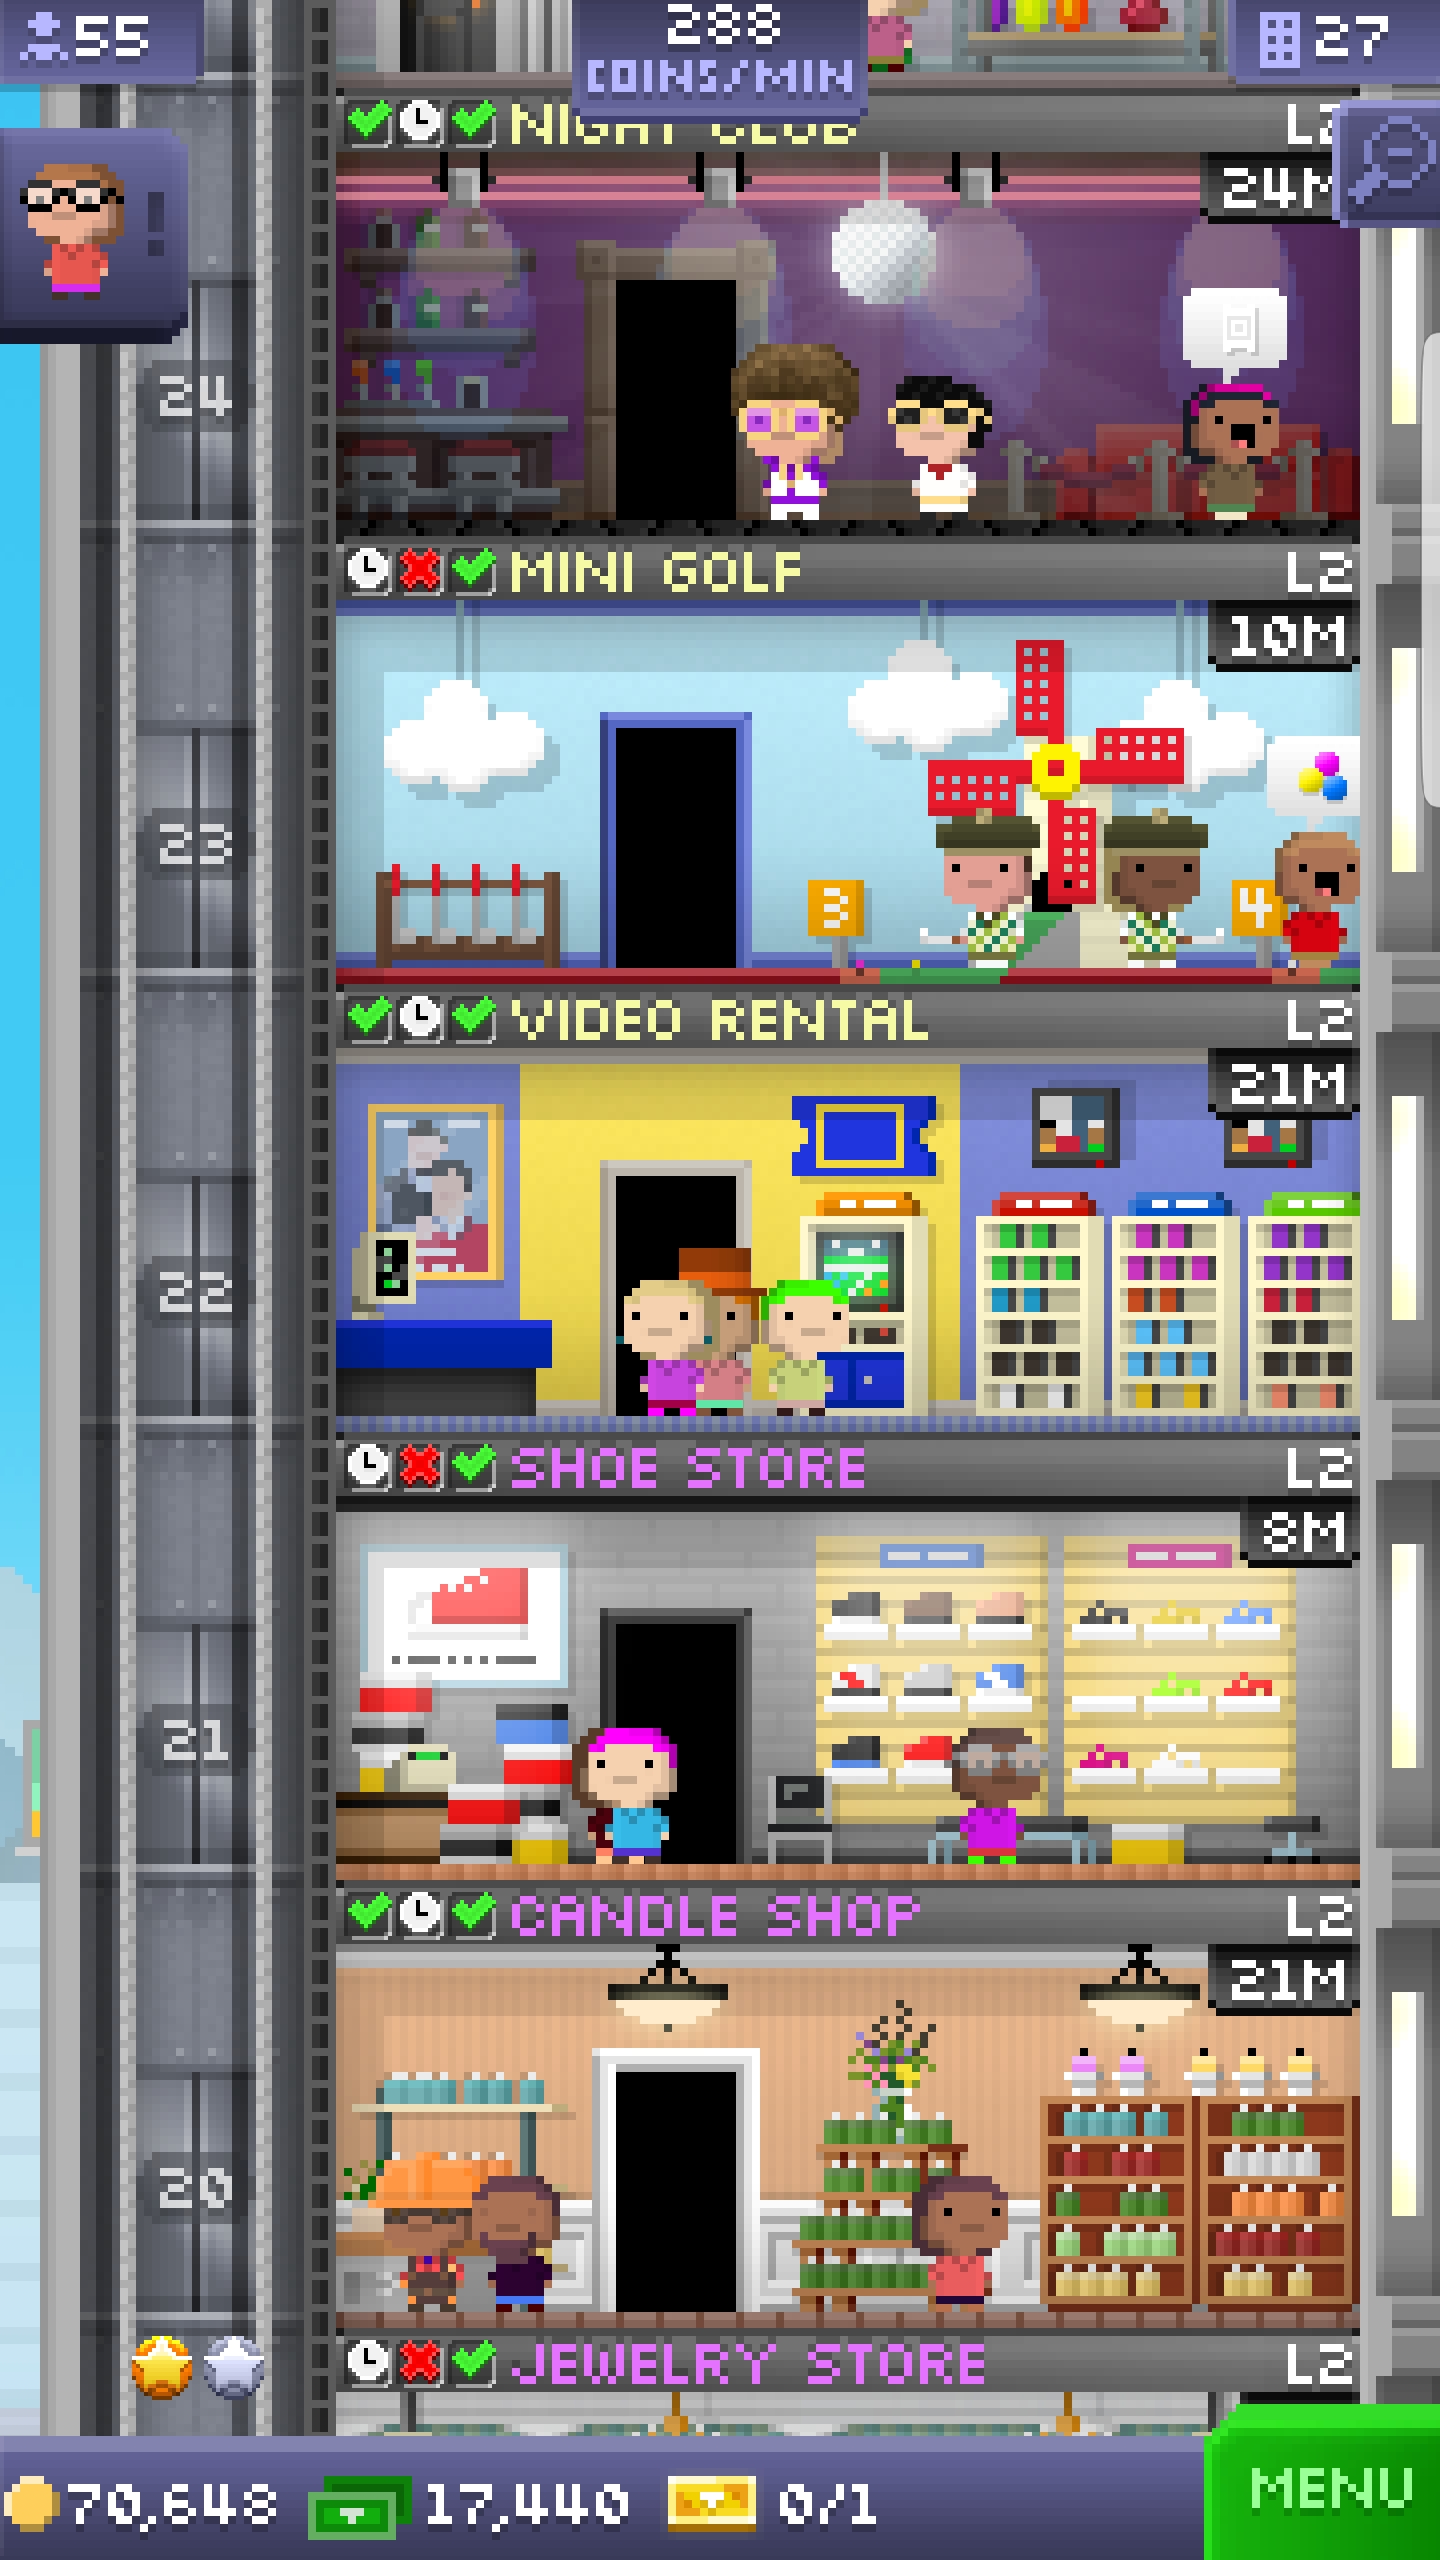 55
288
COINS/MIN
27
NIGHT CLUB
L2
24M
24
MINI GOLF
L2
10M
23
3
4
VIDEO RENTAL
L2
21M
22
SHOE STORE
L2
8M
21
CANDLE SHOP
L2
21M
20
JEWELRY STORE
L2
70,648
17,440
0/1
MENU